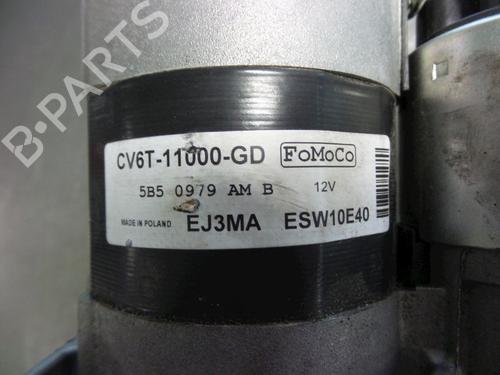 B-PARTS
CV6T-11000-GD FoMoCo
5B5 0979 AM B 12V
MADE IN POLAND EJ3MA ESW10E40